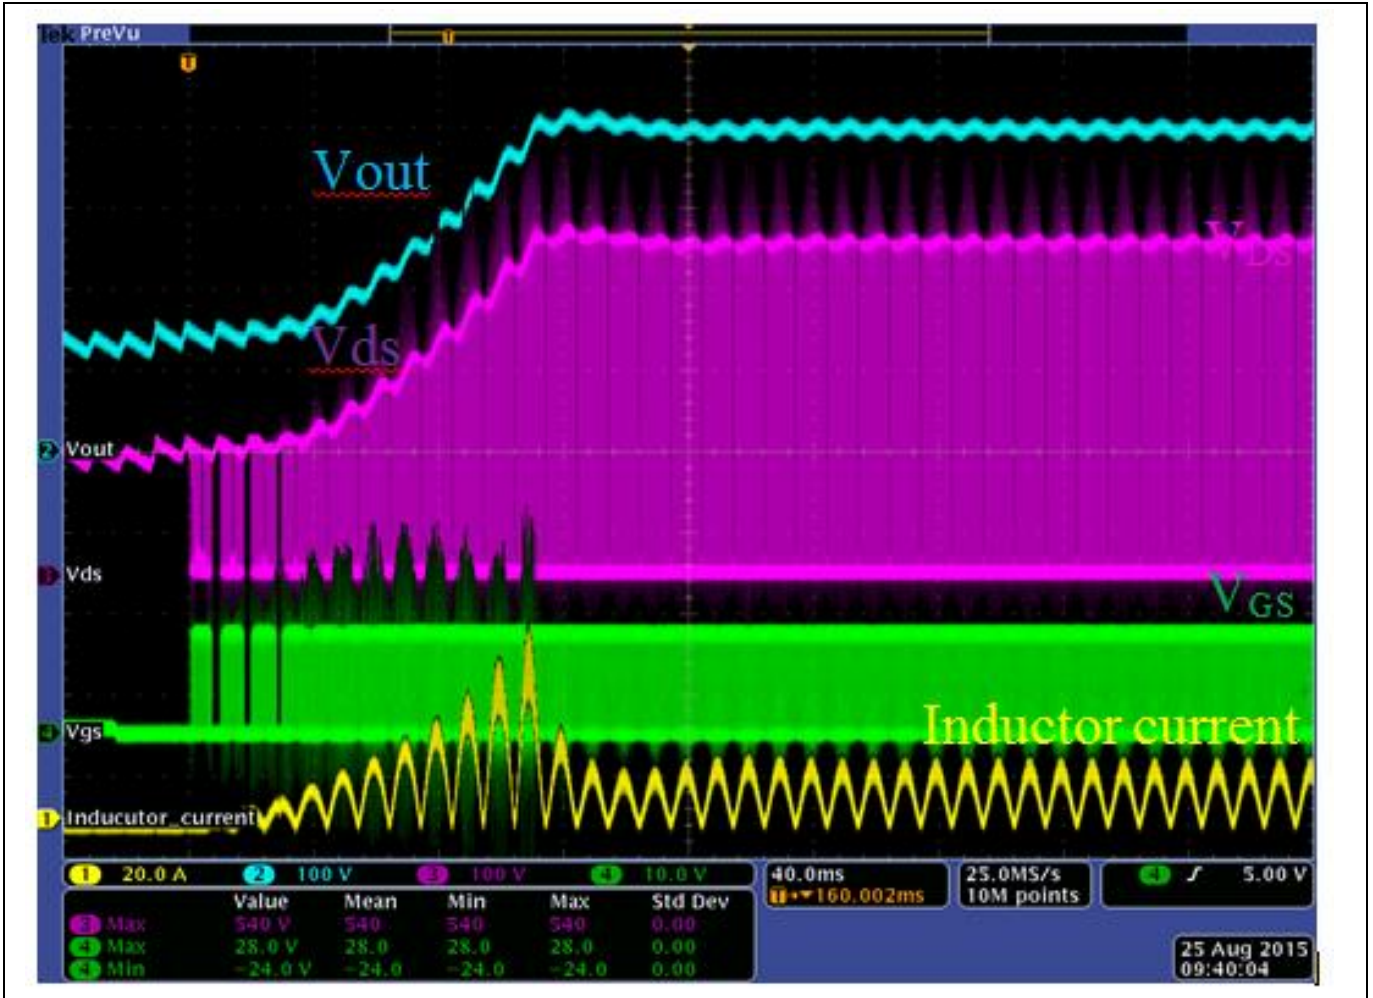 Tek PreVu
T
T
Vout
Vds
VDS
2 Vout
3 Vds
VGS
4 Vgs
Inductor current
1 Inducutor_current
1 20.0 A 2 100 V 3 100 V 4 10.0 V
40.0ms
T→▼160.002ms
25.0MS/s
10M points
4 5.00 V
Value Mean Min Max Std Dev
3 Max 540 V 540 540 540 0.00
4 Max 28.0 V 28.0 28.0 28.0 0.00
4 Min −24.0 V −24.0 −24.0 −24.0 0.00
25 Aug 2015
09:40:04